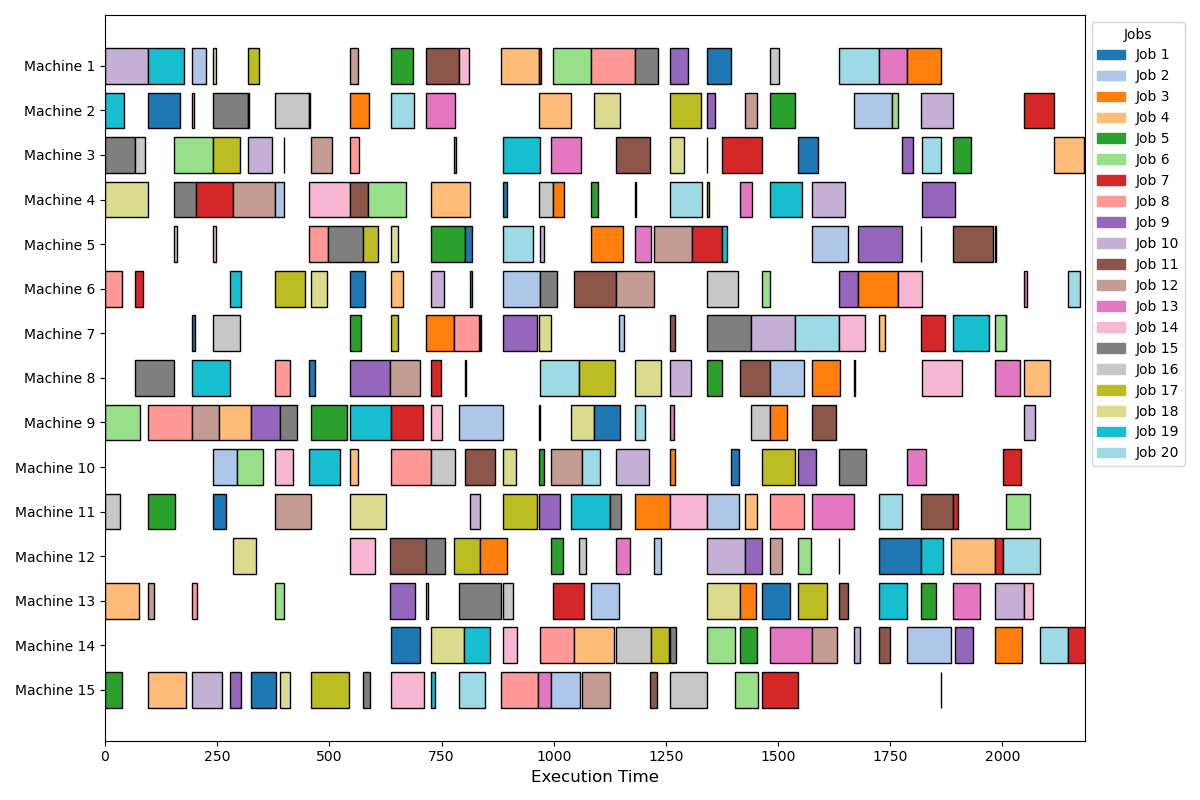 Machine 1
Machine 2
Machine 3
Machine 4
Machine 5
Machine 6
Machine 7
Machine 8
Machine 9
Machine 10
Machine 11
Machine 12
Machine 13
Machine 14
Machine 15
0 250 500 750 1000 1250 1500 1750 2000
Execution Time
Jobs
Job 1
Job 2
Job 3
Job 4
Job 5
Job 6
Job 7
Job 8
Job 9
Job 10
Job 11
Job 12
Job 13
Job 14
Job 15
Job 16
Job 17
Job 18
Job 19
Job 20